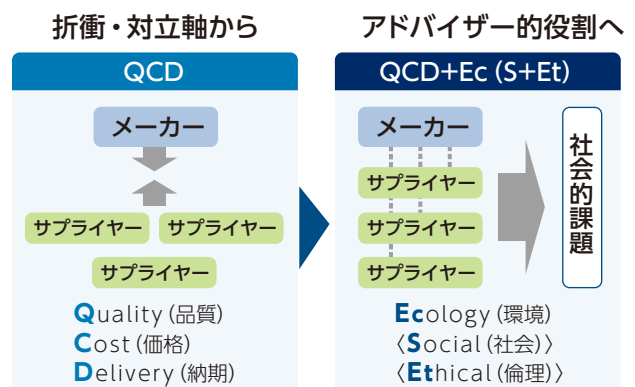 折衝・対立軸から
QCD
メーカー
サプライヤー サプライヤー
サプライヤー
Quality (品質)
Cost (価格)
Delivery (納期)
アドバイザー的役割へ
QCD+Ec (S+Et)
メーカー
サプライヤー
サプライヤー
サプライヤー
社会的課題
Ecology (環境)
〈Social (社会)〉
〈Ethical (倫理)〉